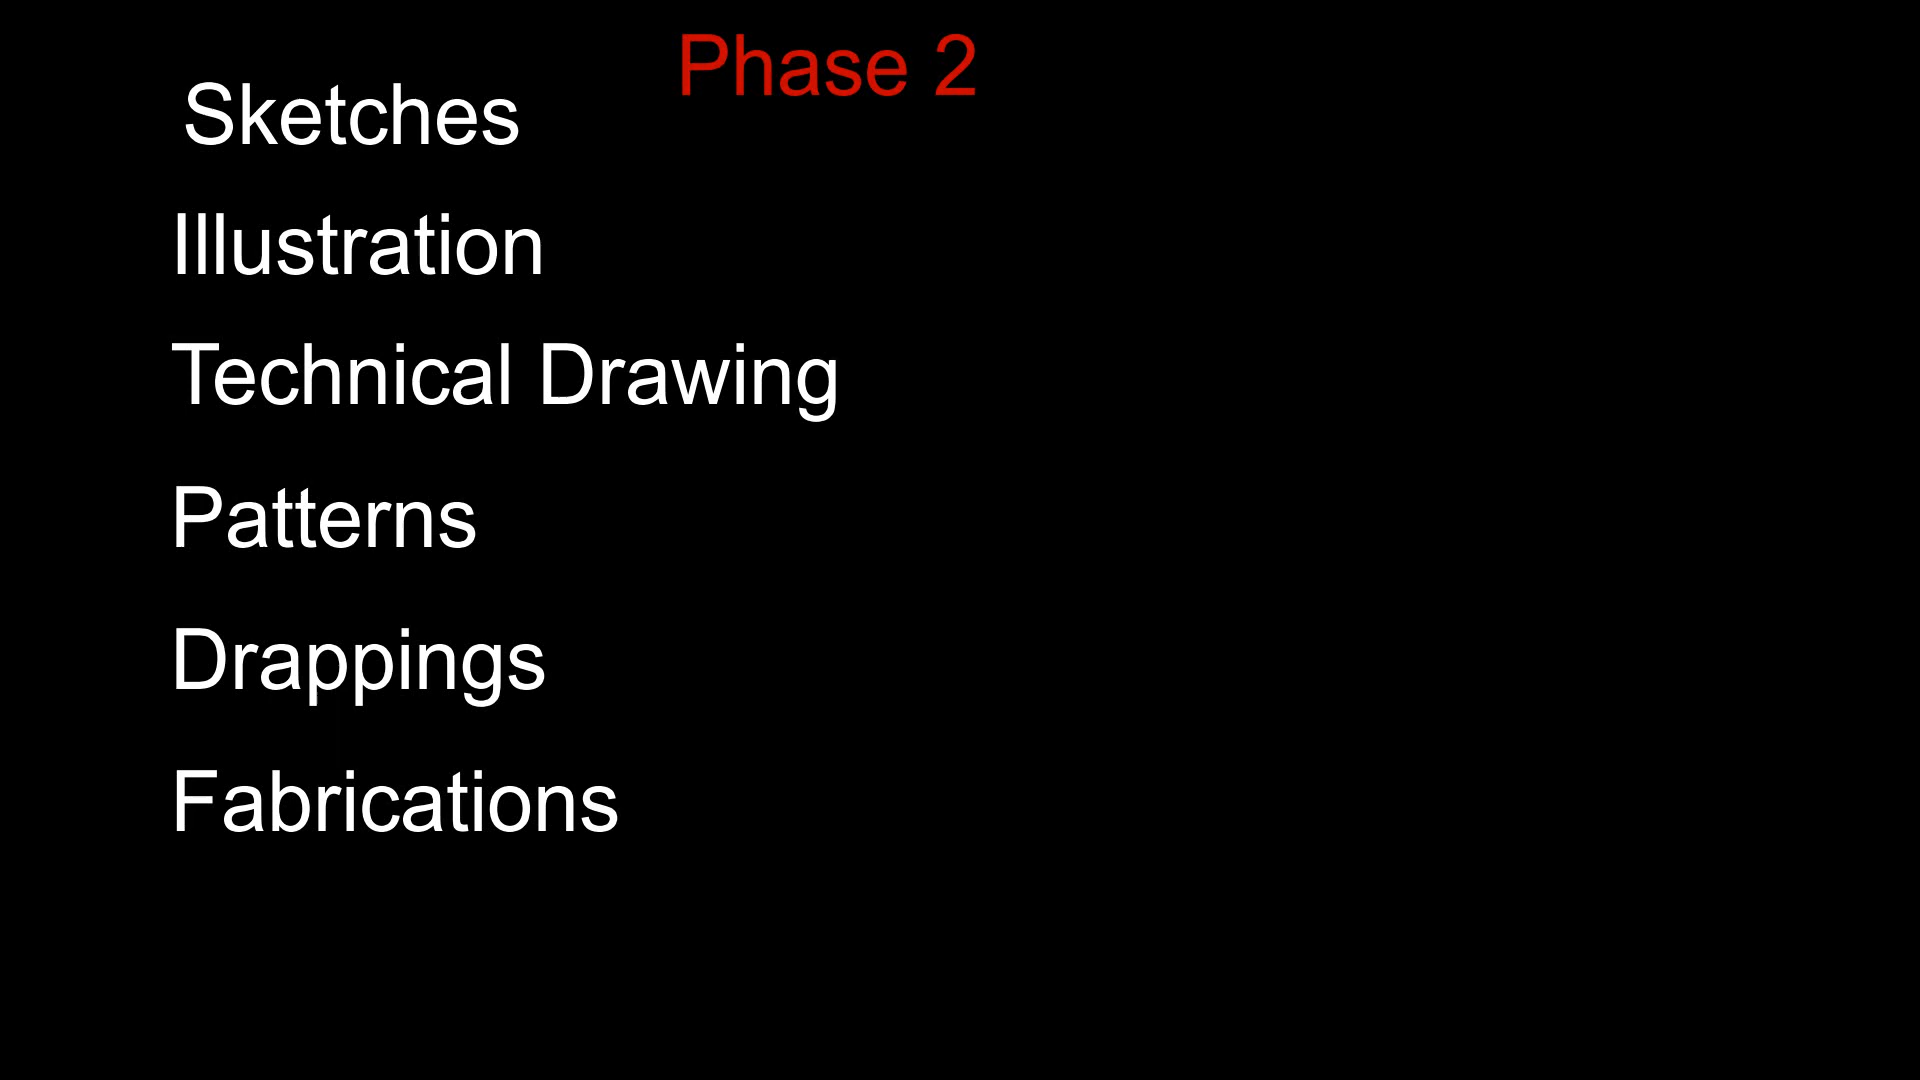 Phase 2
Sketches
Illustration
Technical Drawing
Patterns
Drappings
Fabrications